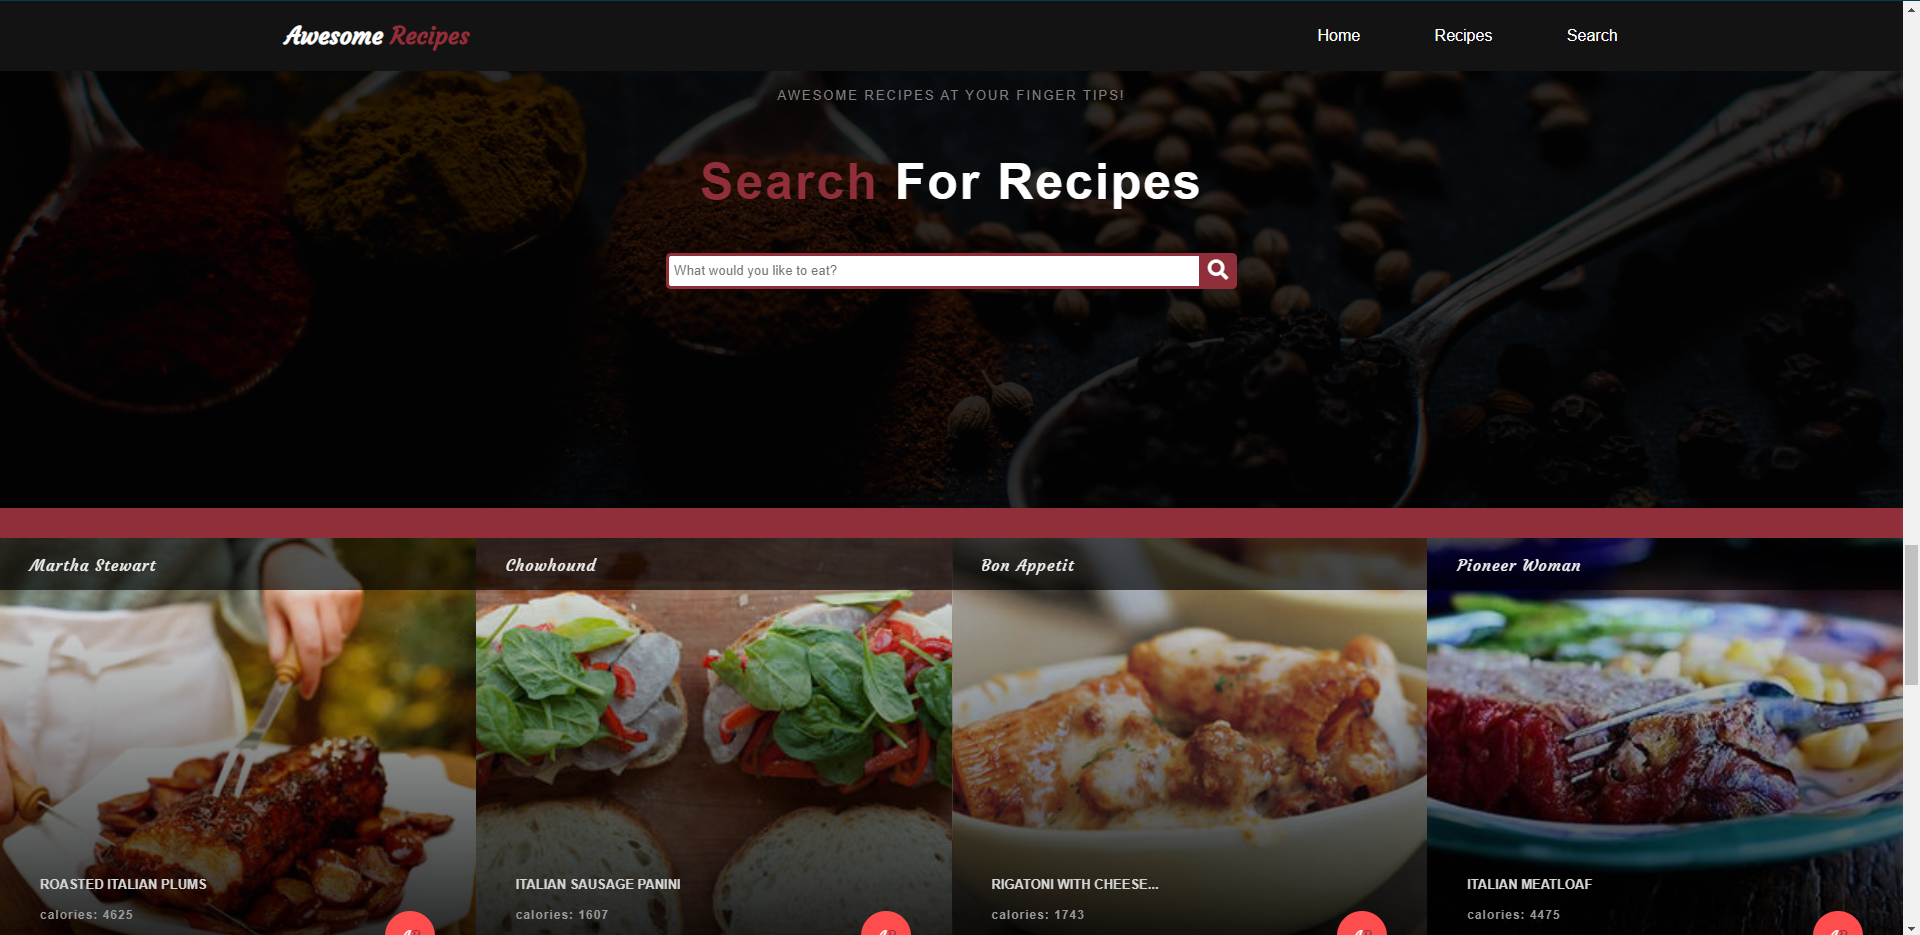 Awesome Recipes
Home
Recipes
Search
AWESOME RECIPES AT YOUR FINGER TIPS!
Search For Recipes
What would you like to eat?
Martha Stewart
Chowhound
Bon Appetit
Pioneer Woman
ROASTED ITALIAN PLUMS
calories: 4625
ITALIAN SAUSAGE PANINI
calories: 1607
RIGATONI WITH CHEESE...
calories: 1743
ITALIAN MEATLOAF
calories: 4475